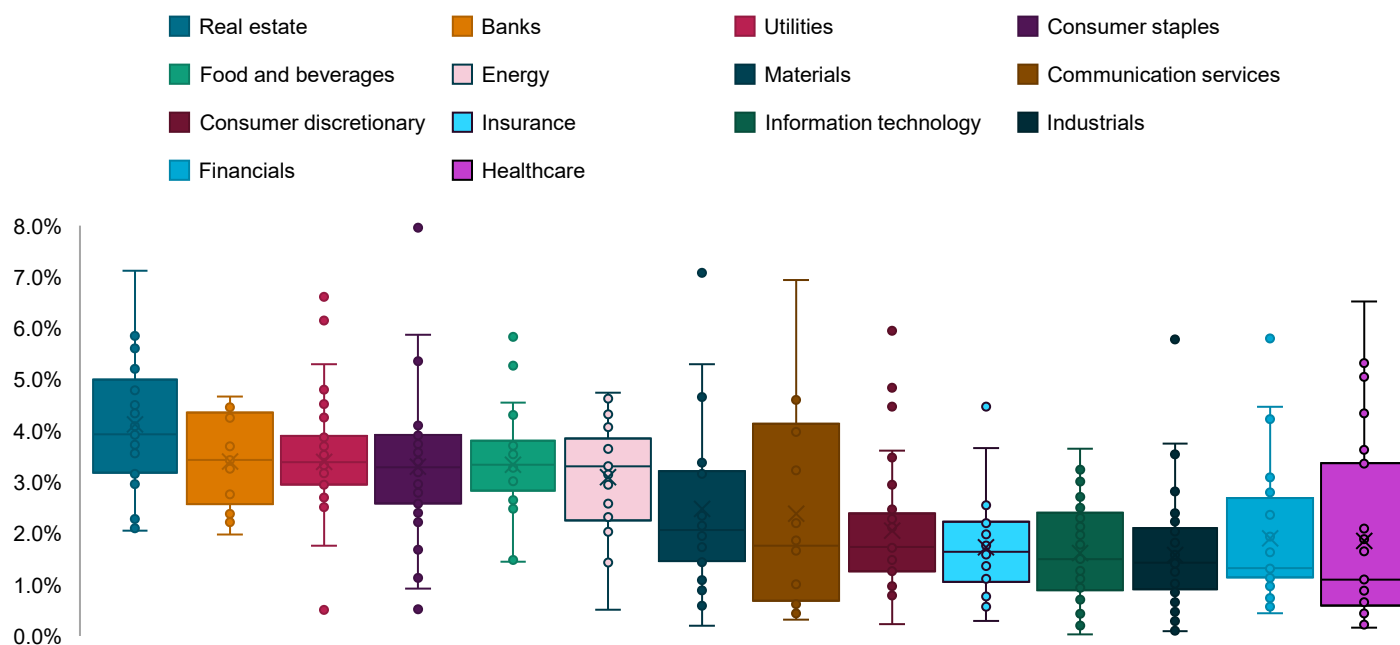 Real estate Banks Utilities Consumer staples
Food and beverages Energy Materials Communication services
Consumer discretionary Insurance Information technology Industrials
Financials Healthcare
8.0%
7.0%
6.0%
5.0%
4.0%
3.0%
2.0%
1.0%
0.0%